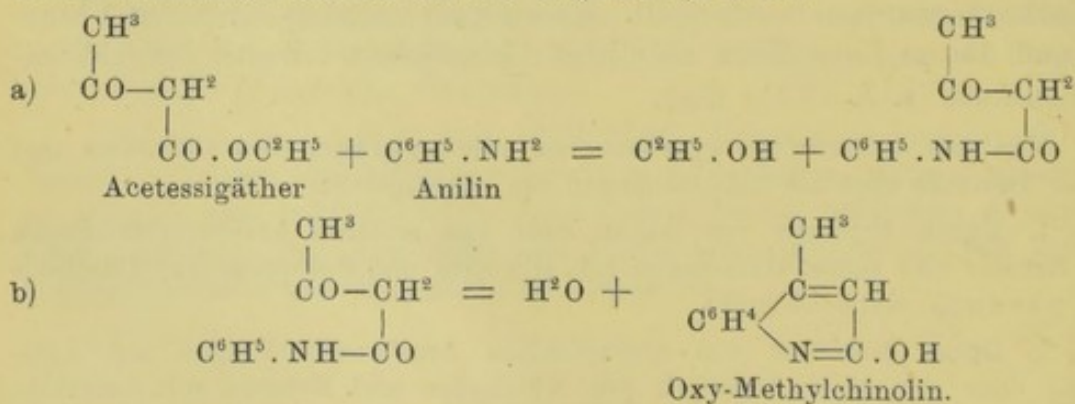 CH³
CH³
a) CO—CH²
CO—CH²
CO.OC²H⁵ + C⁶H⁵.NH² = C²H⁵.OH + C⁶H⁵.NH—CO
Acetessigäther Anilin
CH³
CH³
b) CO—CH² = H²O + C=CH
C⁶H⁴
C⁶H⁵.NH—CO
N=C.OH
Oxy-Methylchinolin.